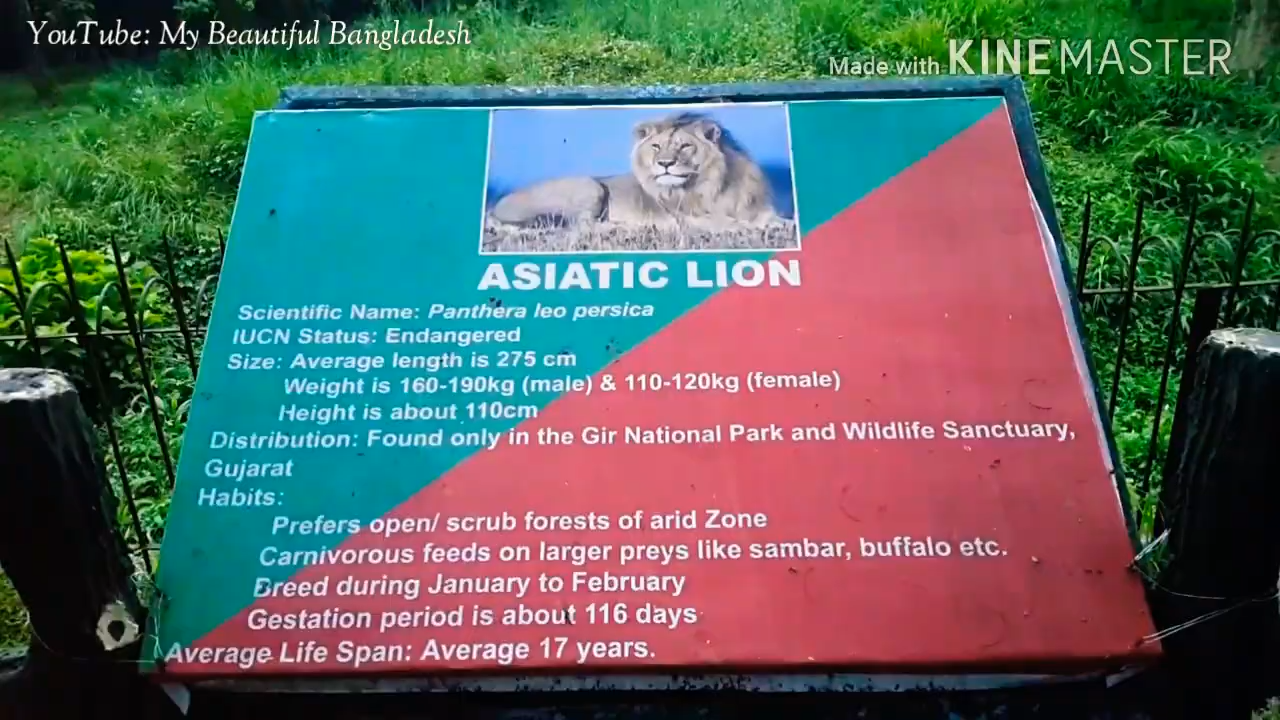 YouTube: My Beautiful Bangladesh
Made with KINEMASTER
ASIATIC LION
Scientific Name: Panthera leo persica
IUCN Status: Endangered
Size: Average length is 275 cm
Weight is 160-190kg (male) & 110-120kg (female)
Height is about 110cm
Distribution: Found only in the Gir National Park and Wildlife Sanctuary,
Gujarat
Habits:
Prefers open/ scrub forests of arid Zone
Carnivorous feeds on larger preys like sambar, buffalo etc.
Breed during January to February
Gestation period is about 116 days
Average Life Span: Average 17 years.